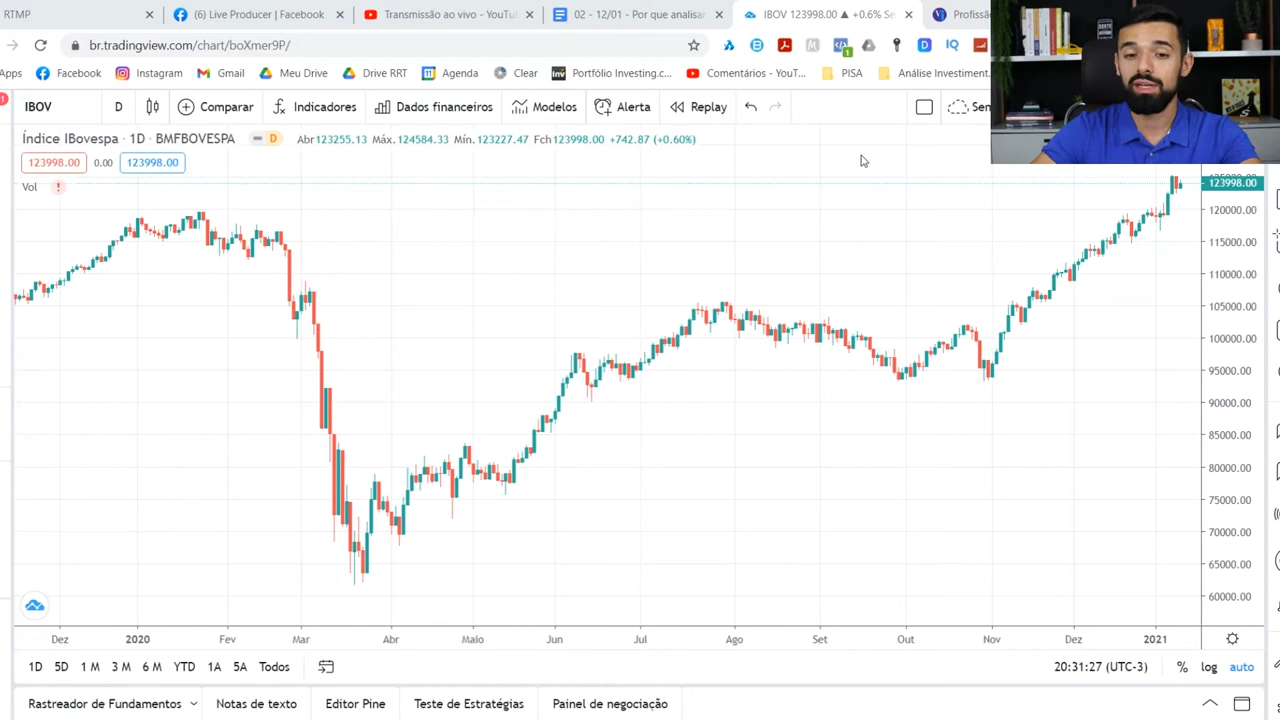 RTMP
(6) Live Producer | Facebook
Transmissão ao vivo - YouTu
02 - 12/01 - Por que analisar
IBOV 123998.00 ▲ +0.6% Se
Profissã
br.tradingview.com/chart/boXmer9P/
1
Apps
Facebook
Instagram
Gmail
Meu Drive
Drive RRT
Agenda
Clear
Portfólio Investing.c...
Comentários - YouT...
PISA
Análise Investiment.
IBOV
D
Comparar
Indicadores
Dados financeiros
Modelos
Alerta
Replay
Sen
Índice IBovespa · 1D · BMFBOVESPA
D
Abr123255.13 Máx.124584.33 Mín.123227.47 Fch123998.00 +742.87 (+0.60%)
123998.00
0.00
123998.00
Vol
123998.00
120000.00
115000.00
110000.00
105000.00
100000.00
95000.00
90000.00
85000.00
80000.00
75000.00
70000.00
65000.00
60000.00
Dez
2020
Fev
Mar
Abr
Maio
Jun
Jul
Ago
Set
Out
Nov
Dez
2021
1D
5D
1 M
3 M
6 M
YTD
1A
5A
Todos
20:31:27 (UTC-3)
%
log
auto
Rastreador de Fundamentos
Notas de texto
Editor Pine
Teste de Estratégias
Painel de negociação